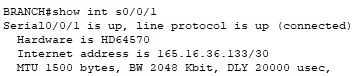 BRANCH#show int s0/0/1
Serial0/0/1 is up, line protocol is up (connected)
Hardware is HD64570
Internet address is 165.16.36.133/30
MTU 1500 bytes, BW 2048 Kbit, DLY 20000 usec,